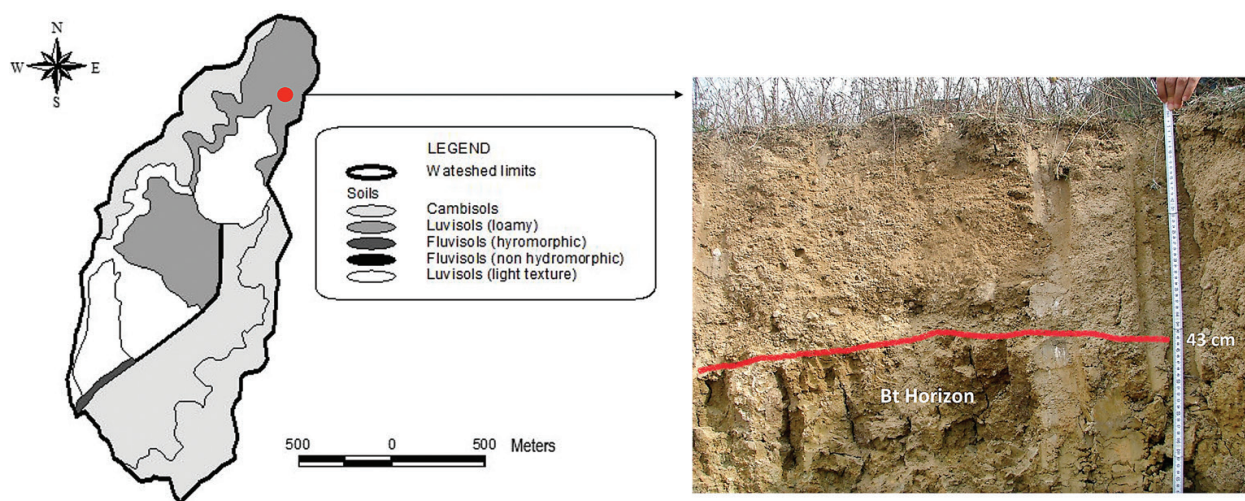 N
W E
S
LEGEND
Wateshed limits
Soils
Cambisols
Luvisols (loamy)
Fluvisols (hyromorphic)
Fluvisols (non hydromorphic)
Luvisols (light texture)
500 0 500 Meters
43 cm
Bt Horizon